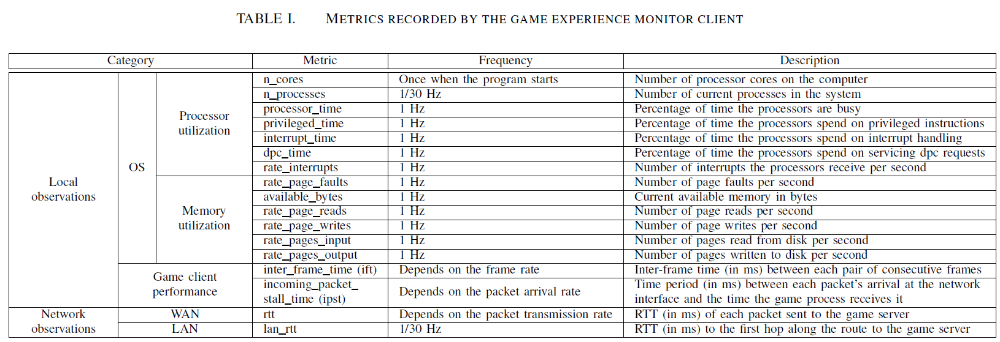 TABLE I. METRICS RECORDED BY THE GAME EXPERIENCE MONITOR CLIENT
Category Metric Frequency Description
Local observations OS Processor utilization n_cores Once when the program starts Number of processor cores on the computer
n_processes 1/30 Hz Number of current processes in the system
processor_time 1 Hz Percentage of time the processors are busy
privileged_time 1 Hz Percentage of time the processors spend on privileged instructions
interrupt_time 1 Hz Percentage of time the processors spend on interrupt handling
dpc_time 1 Hz Percentage of time the processors spend on servicing dpc requests
rate_interrupts 1 Hz Number of interrupts the processors receive per second
Memory utilization rate_page_faults 1 Hz Number of page faults per second
available_bytes 1 Hz Current available memory in bytes
rate_page_reads 1 Hz Number of page reads per second
rate_page_writes 1 Hz Number of page writes per second
rate_pages_input 1 Hz Number of pages read from disk per second
rate_pages_output 1 Hz Number of pages written to disk per second
Game client performance inter_frame_time (ift) Depends on the frame rate Inter-frame time (in ms) between each pair of consecutive frames
incoming_packet_ stall_time (ipst) Depends on the packet arrival rate Time period (in ms) between each packet's arrival at the network interface and the time the game process receives it
Network observations WAN rtt Depends on the packet transmission rate RTT (in ms) of each packet sent to the game server
LAN lan_rtt 1/30 Hz RTT (in ms) to the first hop along the route to the game server